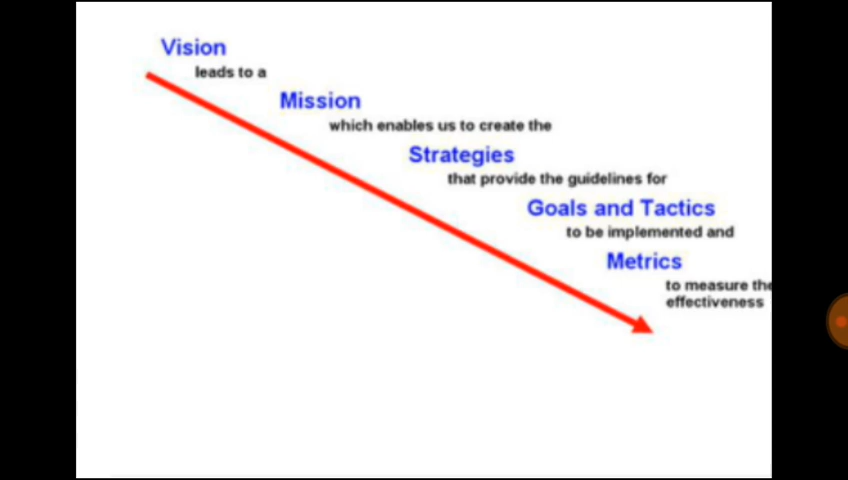 Vision
leads to a
Mission
which enables us to create the
Strategies
that provide the guidelines for
Goals and Tactics
to be implemented and
Metrics
to measure the
effectiveness